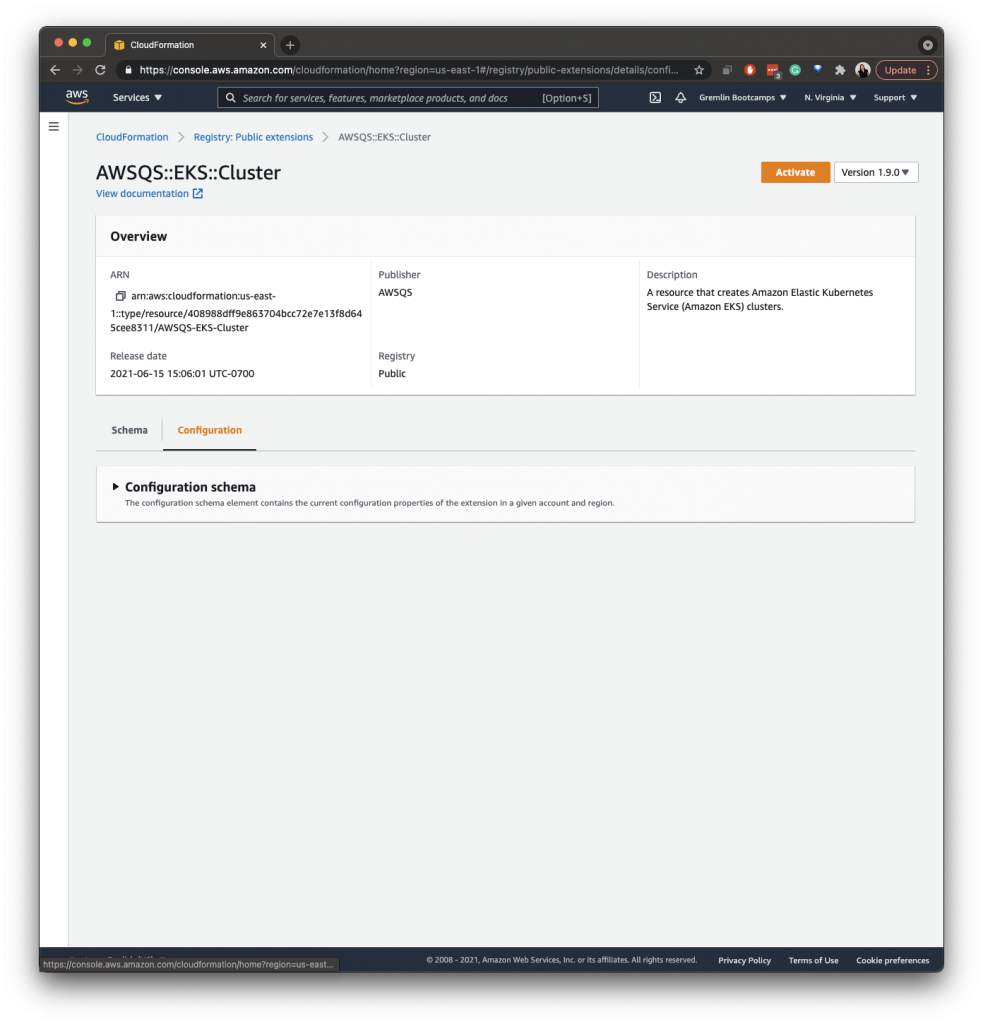 CloudFormation
https://console.aws.amazon.com/cloudformation/home?region=us-east-1#/registry/public-extensions/details/confi...
3
Update
aws
Services
Search for services, features, marketplace products, and docs [Option+S]
Gremlin Bootcamps
N. Virginia
Support
CloudFormation
Registry: Public extensions
AWSQS::EKS::Cluster
AWSQS::EKS::Cluster
Activate
Version 1.9.0
View documentation
Overview
ARN
arn:aws:cloudformation:us-east-
1::type/resource/408988dff9e863704bcc72e7e13f8d64
5cee8311/AWSQS-EKS-Cluster
Release date
2021-06-15 15:06:01 UTC-0700
Publisher
AWSQS
Registry
Public
Description
A resource that creates Amazon Elastic Kubernetes
Service (Amazon EKS) clusters.
Schema
Configuration
Configuration schema
The configuration schema element contains the current configuration properties of the extension in a given account and region.
© 2008 - 2021, Amazon Web Services, Inc. or its affiliates. All rights reserved.
Privacy Policy
Terms of Use
Cookie preferences
https://console.aws.amazon.com/cloudformation/home?region=us-east...